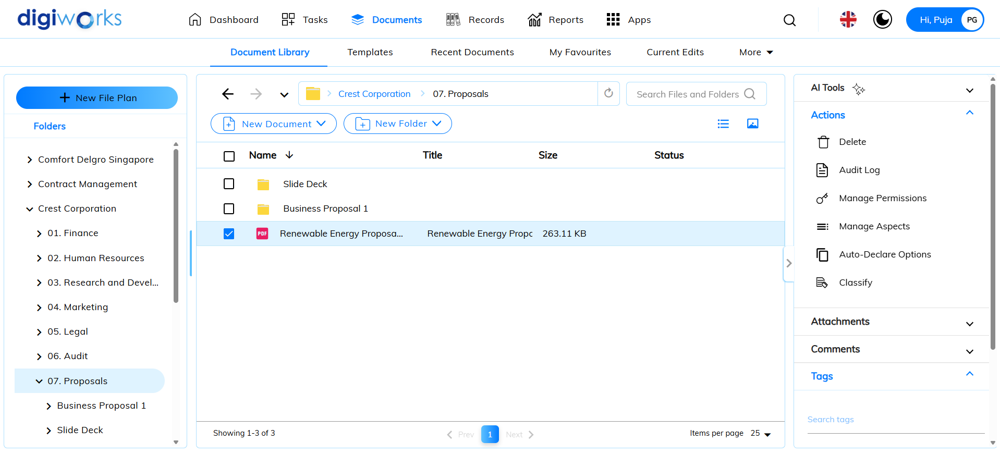 digiworks
Dashboard
Tasks
Documents
Records
Reports
Apps
Hi, Puja
PG
Document Library
Templates
Recent Documents
My Favourites
Current Edits
More
New File Plan
Folders
Comfort Delgro Singapore
Contract Management
Crest Corporation
01. Finance
02. Human Resources
03. Research and Devel...
04. Marketing
05. Legal
06. Audit
07. Proposals
Business Proposal 1
Slide Deck
Crest Corporation
07. Proposals
Search Files and Folders
New Document
New Folder
Name
Title
Size
Status
Slide Deck
Business Proposal 1
PDF
Renewable Energy Proposa...
Renewable Energy Propo
263.11 KB
Showing 1-3 of 3
Prev
1
Next
Items per page
25
AI Tools
Actions
Delete
Audit Log
Manage Permissions
Manage Aspects
Auto-Declare Options
Classify
Attachments
Comments
Tags
Search tags